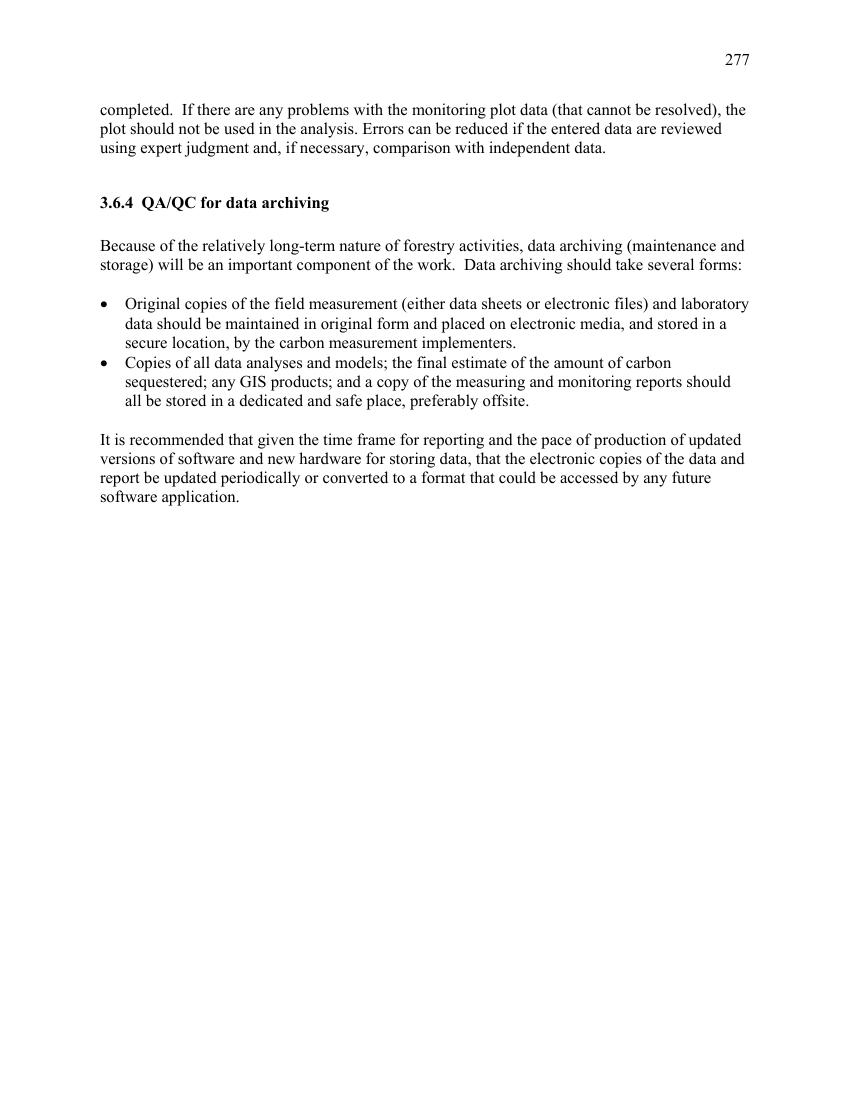 277
completed.  If there are any problems with the monitoring plot data (that cannot be resolved), the
plot should not be used in the analysis. Errors can be reduced if the entered data are reviewed
using expert judgment and, if necessary, comparison with independent data.
3.6.4  QA/QC for data archiving
Because of the relatively long-term nature of forestry activities, data archiving (maintenance and
storage) will be an important component of the work.  Data archiving should take several forms:
• Original copies of the field measurement (either data sheets or electronic files) and laboratory
data should be maintained in original form and placed on electronic media, and stored in a
secure location, by the carbon measurement implementers.
• Copies of all data analyses and models; the final estimate of the amount of carbon
sequestered; any GIS products; and a copy of the measuring and monitoring reports should
all be stored in a dedicated and safe place, preferably offsite.
It is recommended that given the time frame for reporting and the pace of production of updated
versions of software and new hardware for storing data, that the electronic copies of the data and
report be updated periodically or converted to a format that could be accessed by any future
software application.